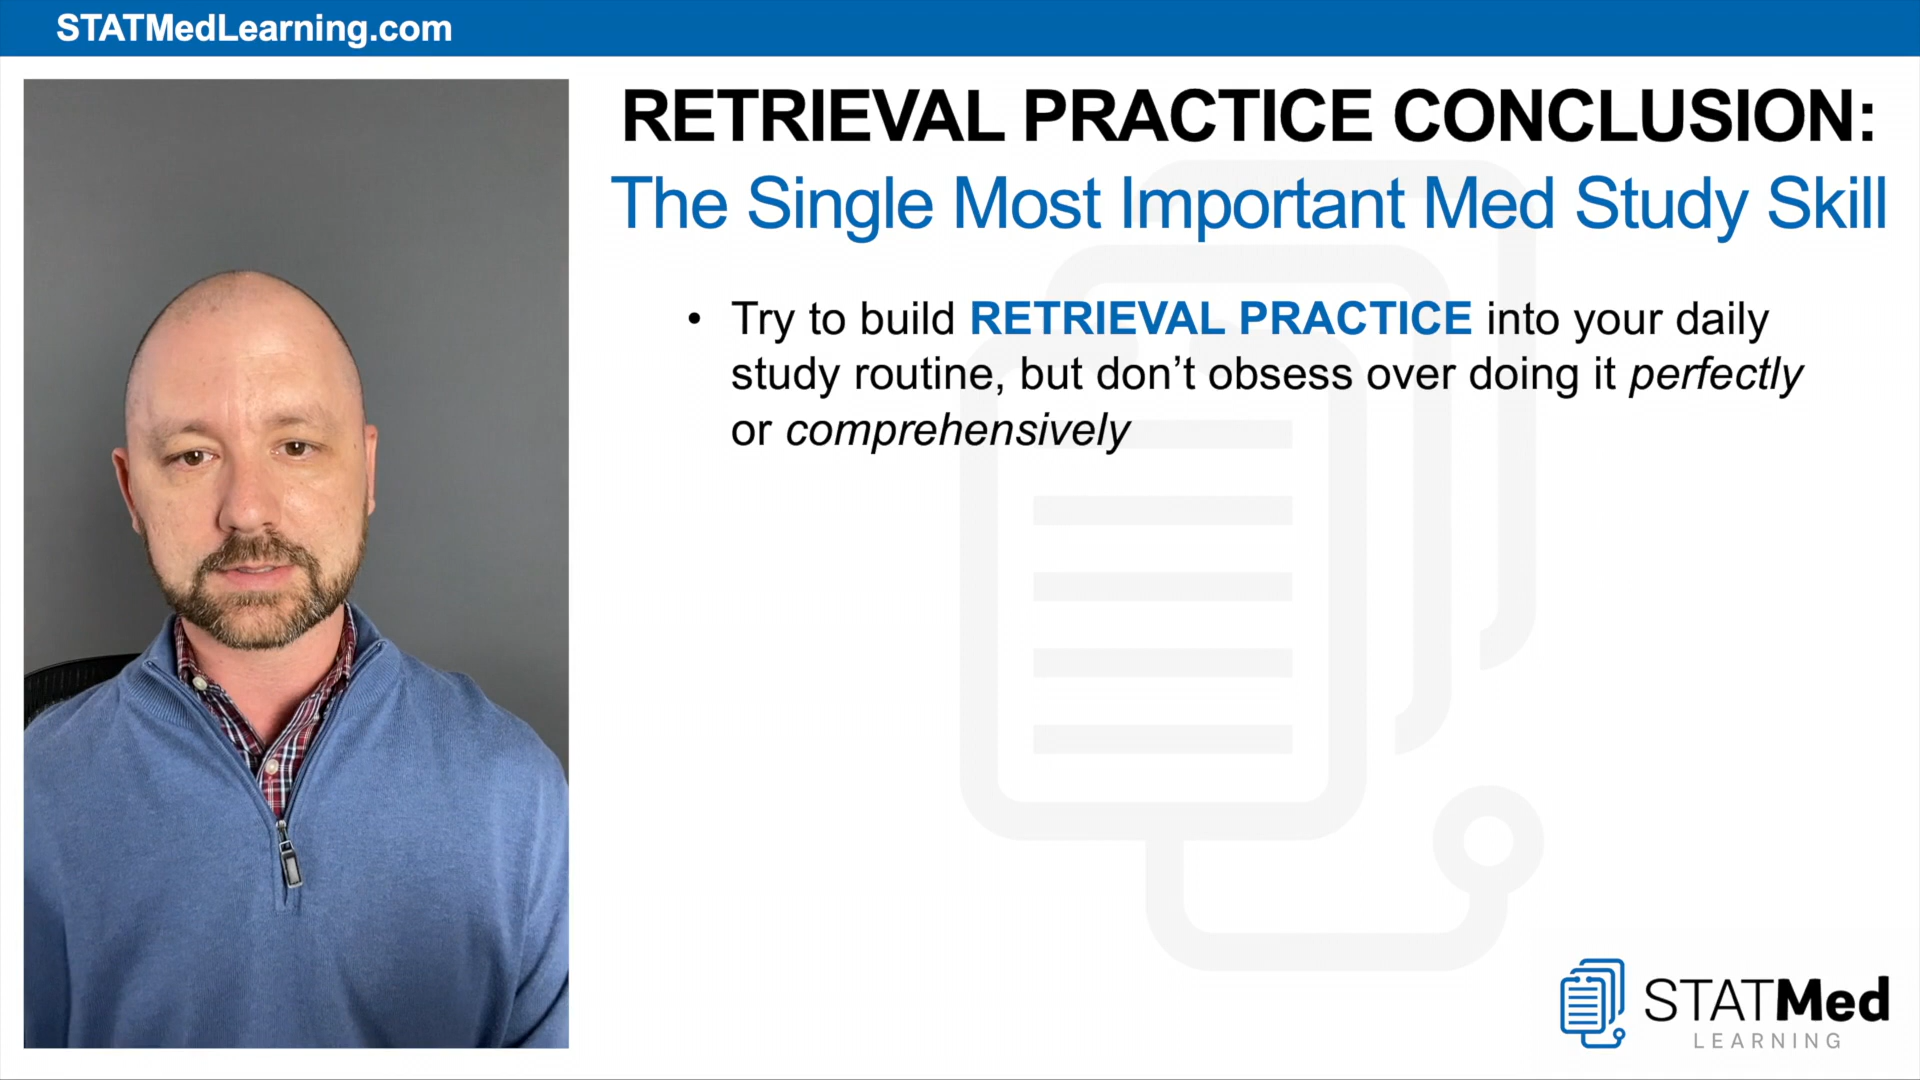 STATMedLearning.com
RETRIEVAL PRACTICE CONCLUSION:
The Single Most Important Med Study Skill
• Try to build RETRIEVAL PRACTICE into your daily
study routine, but don’t obsess over doing it perfectly
or comprehensively
STATMed
LEARNING